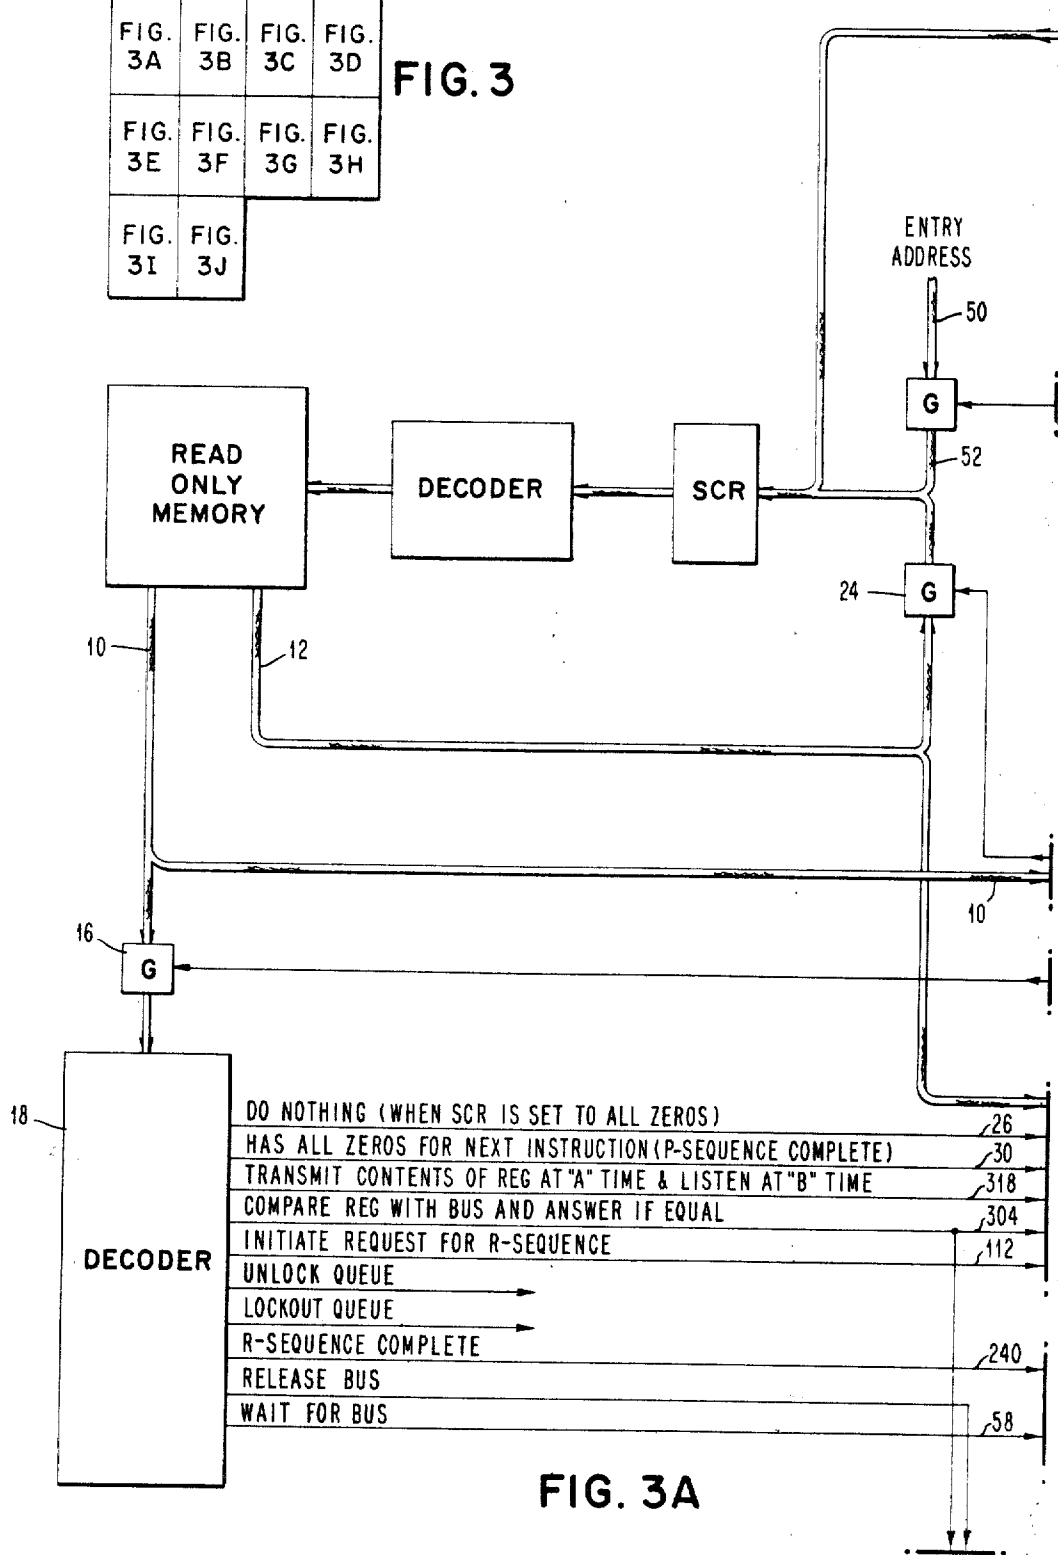 FIG. 3A
FIG. 3B
FIG. 3C
FIG. 3D
FIG. 3
FIG. 3E
FIG. 3F
FIG. 3G
FIG. 3H
FIG. 3I
FIG. 3J
ENTRY
ADDRESS
50
G
52
READ
ONLY
MEMORY
DECODER
SCR
24
G
10
12
10
16
G
18
DECODER
DO NOTHING (WHEN SCR IS SET TO ALL ZEROS)
26
HAS ALL ZEROS FOR NEXT INSTRUCTION (P-SEQUENCE COMPLETE)
30
TRANSMIT CONTENTS OF REG AT "A" TIME & LISTEN AT "B" TIME
318
COMPARE REG WITH BUS AND ANSWER IF EQUAL
304
INITIATE REQUEST FOR R-SEQUENCE
112
UNLOCK QUEUE
LOCKOUT QUEUE
R-SEQUENCE COMPLETE
240
RELEASE BUS
WAIT FOR BUS
58
FIG. 3A